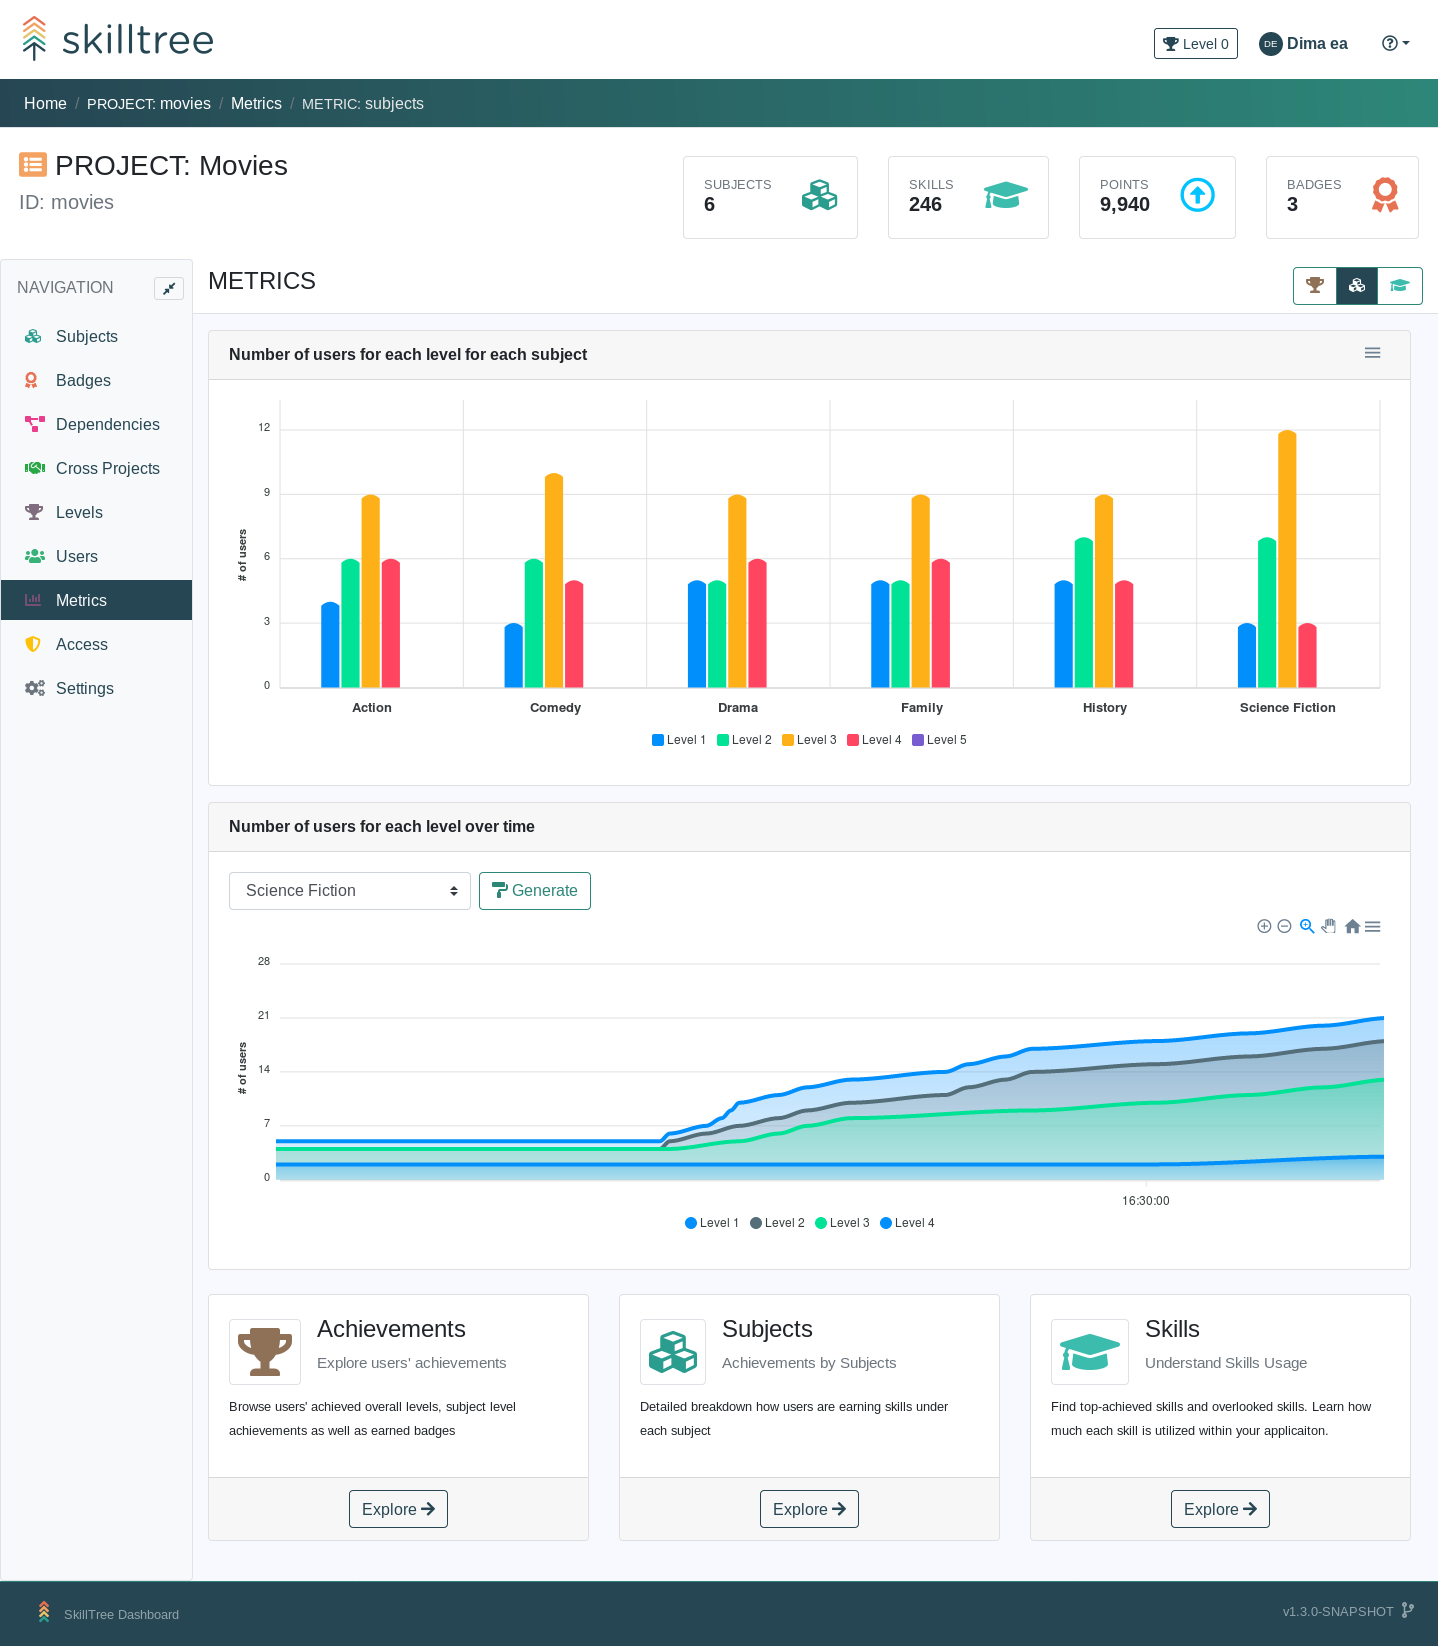 skilltree
Level 0
DE Dima ea
Home / PROJECT: movies / Metrics / METRIC: subjects
PROJECT: Movies
ID: movies
SUBJECTS
6
SKILLS
246
POINTS
9,940
BADGES
3
NAVIGATION
Subjects
Badges
Dependencies
Cross Projects
Levels
Users
Metrics
Access
Settings
METRICS
Number of users for each level for each subject
12
9
6
3
0
# of users
Action Comedy Drama Family History Science Fiction
Level 1 Level 2 Level 3 Level 4 Level 5
Number of users for each level over time
Science Fiction
Generate
28
21
14
7
0
# of users
16:30:00
Level 1 Level 2 Level 3 Level 4
Achievements
Explore users' achievements
Browse users' achieved overall levels, subject level
achievements as well as earned badges
Explore
Subjects
Achievements by Subjects
Detailed breakdown how users are earning skills under
each subject
Explore
Skills
Understand Skills Usage
Find top-achieved skills and overlooked skills. Learn how
much each skill is utilized within your applicaiton.
Explore
SkillTree Dashboard
v1.3.0-SNAPSHOT